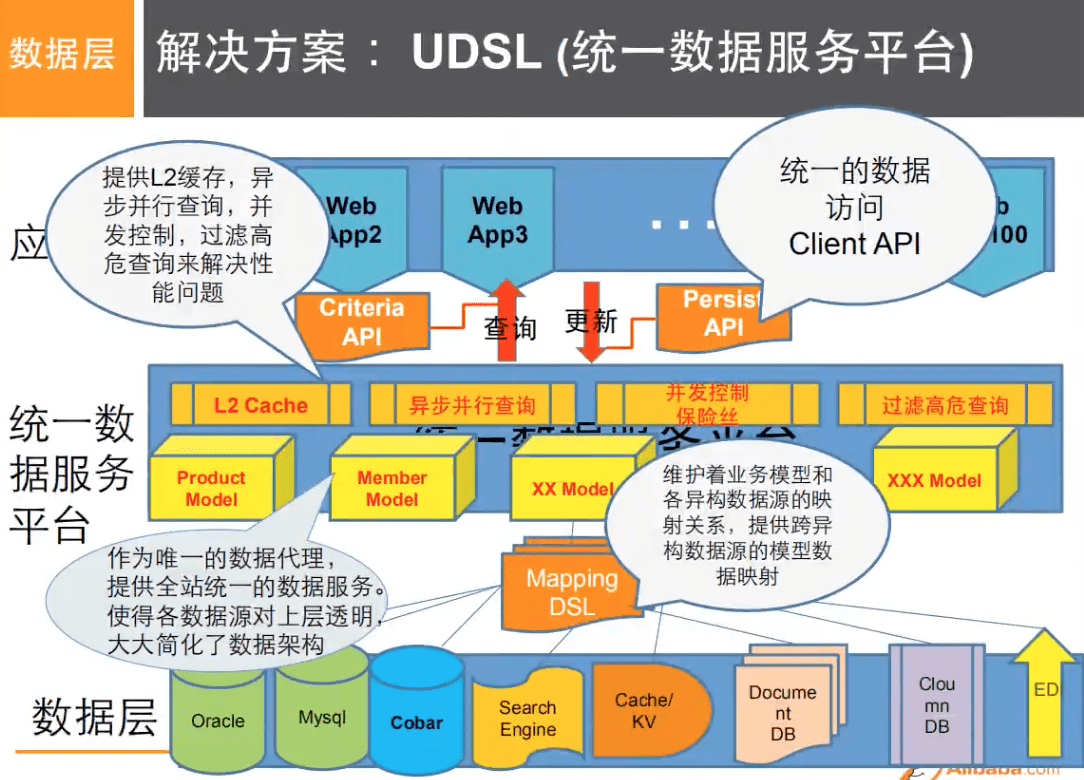 数据层
解决方案： UDSL (统一数据服务平台)
提供L2缓存，异
步并行查询，并
发控制，过滤高
危查询来解决性
能问题
统一的数据
访问
Client API
应
Web
App2
Web
App3
...
b
100
Criteria
API
查询
更新
Persist
API
统一数
据服务
平台
L2 Cache
异步并行查询
并发控制
保险丝
过滤高危查询
Product
Model
Member
Model
XX Model
XXX Model
维护着业务模型和
各异构数据源的映
射关系，提供跨异
构数据源的模型数
据映射
作为唯一的数据代理，
提供全站统一的数据服务。
使得各数据源对上层透明，
大大简化了数据架构
Mapping
DSL
数据层
Oracle
Mysql
Cobar
Search
Engine
Cache/
KV
Docume
nt
DB
Clou
mn
DB
ED
Alibaba.com